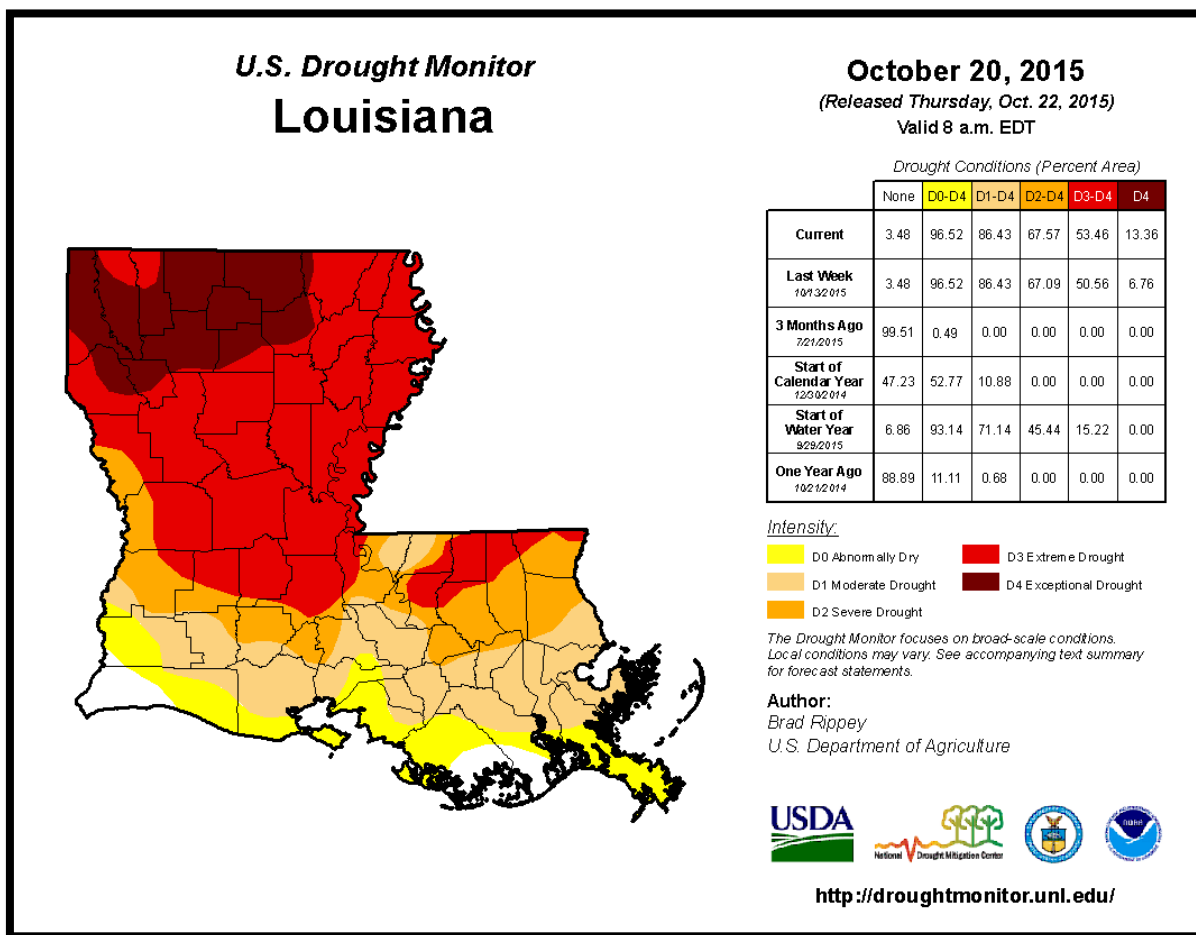 U.S. Drought Monitor
Louisiana
October 20, 2015
(Released Thursday, Oct. 22, 2015)
Valid 8 a.m. EDT
Drought Conditions (Percent Area)
None D0-D4 D1-D4 D2-D4 D3-D4 D4
Current 3.48 96.52 86.43 67.57 53.46 13.36
Last Week
10/13/2015 3.48 96.52 86.43 67.09 50.56 6.76
3 Months Ago
7/21/2015 99.51 0.49 0.00 0.00 0.00 0.00
Start of
Calendar Year
12/30/2014 47.23 52.77 10.88 0.00 0.00 0.00
Start of
Water Year
9/29/2015 6.86 93.14 71.14 45.44 15.22 0.00
One Year Ago
10/21/2014 88.89 11.11 0.68 0.00 0.00 0.00
Intensity:
D0 Abnormally Dry
D1 Moderate Drought
D2 Severe Drought
D3 Extreme Drought
D4 Exceptional Drought
The Drought Monitor focuses on broad-scale conditions.
Local conditions may vary. See accompanying text summary
for forecast statements.
Author:
Brad Rippey
U.S. Department of Agriculture
USDA
National Drought Mitigation Center
NOAA
http://droughtmonitor.unl.edu/